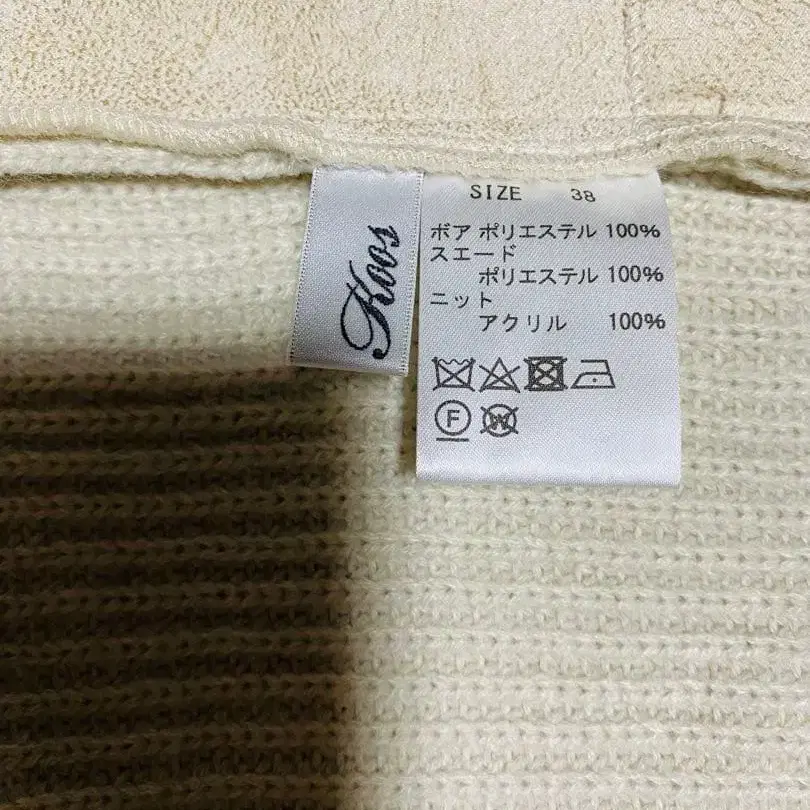 Koos
SIZE 38
ボア ポリエステル 100%
スエード
ポリエステル 100%
ニット
アクリル 100%
F W